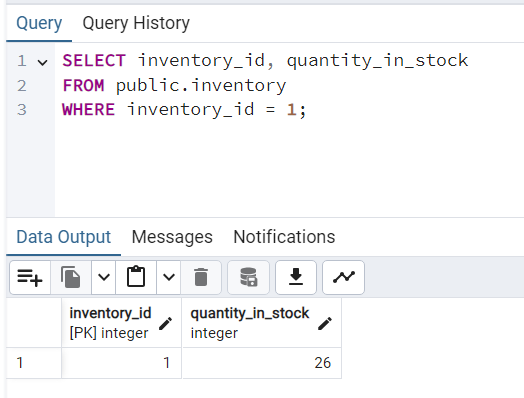 Query Query History
1 SELECT inventory_id, quantity_in_stock
2 FROM public.inventory
3 WHERE inventory_id = 1;
Data Output Messages Notifications
inventory_id quantity_in_stock
[PK] integer integer
1 1 26